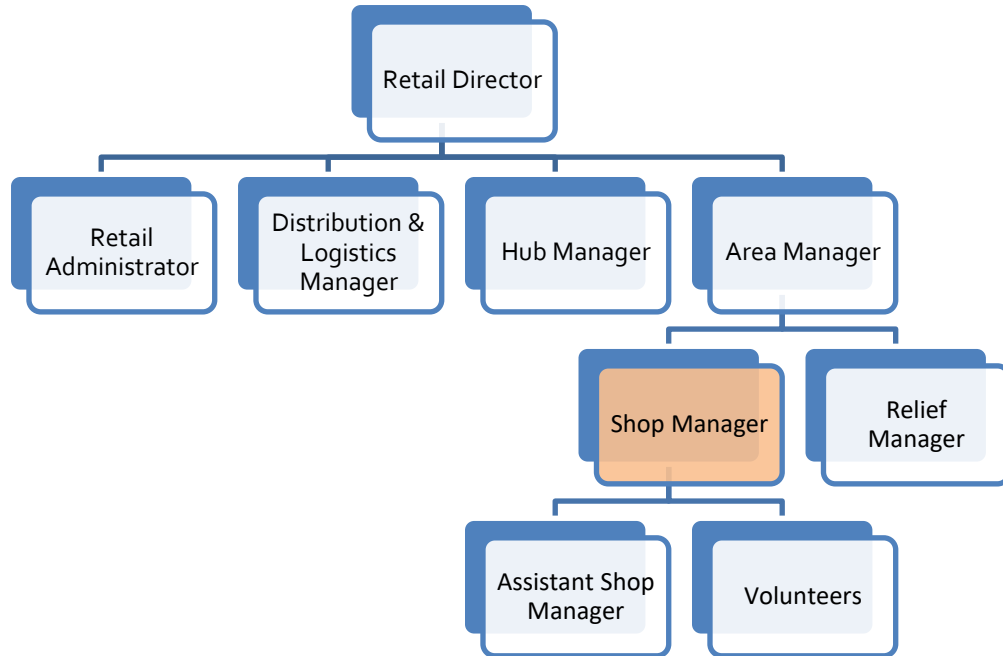 Retail Director
Retail
Administrator
Distribution &
Logistics
Manager
Hub Manager
Area Manager
Shop Manager
Relief
Manager
Assistant Shop
Manager
Volunteers